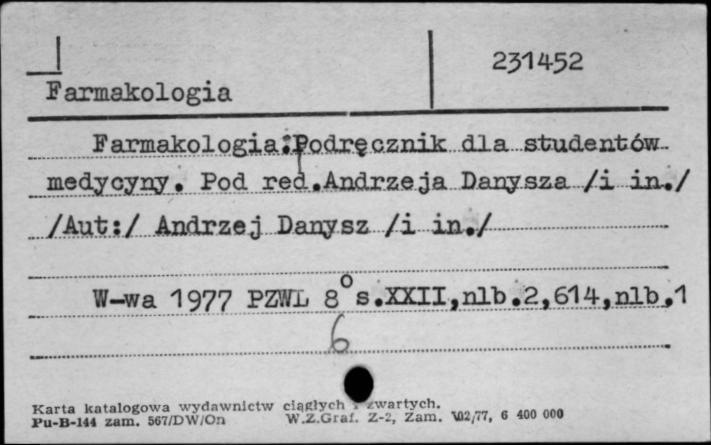 231452
Farmakologia
Farmakologia:Podręcznik dla studentów
medycyny. Pod red.Andrzeja Danysza /i in./
/Aut:/ Andrzej Danysz /i in./
W-wa 1977 PZWL 8° s.XXII,nlb.2,614,nlb,1
6
Karta katalogowa wydawnictw ciągłych i zwartych.
Pu-B-144 zam. 567/DW/On W.Z.Graf. Z-2, Zam. 102/77, 6 400 000